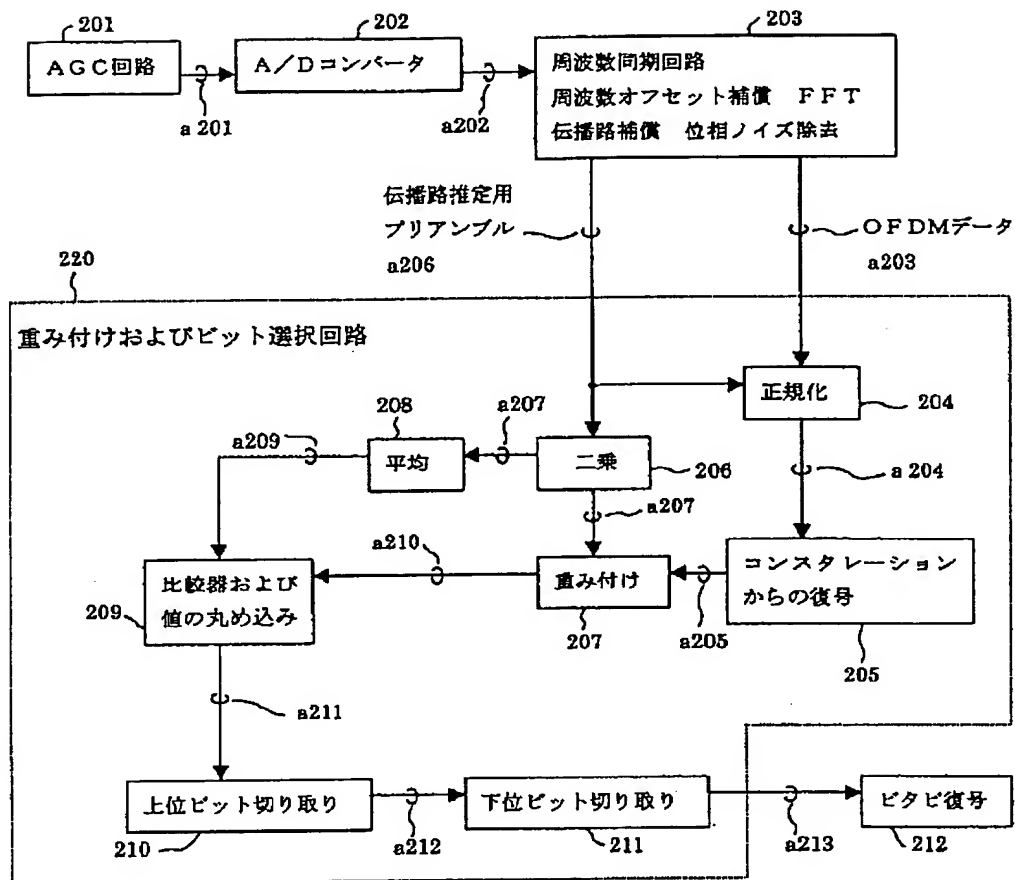 201
AGC回路
a201
202
A/Dコンバータ
a202
203
周波数同期回路
周波数オフセット補償 FFT
伝播路補償 位相ノイズ除去
伝播路推定用
プリアンブル
a206
OFDMデータ
a203
220
重み付けおよびビット選択回路
正規化
204
208
平均
a209
a207
二乗
206
a204
a207
a210
比較器および
値の丸め込み
209
重み付け
207
a205
コンスタレーション
からの復号
205
a211
上位ビット切り取り
210
a212
下位ビット切り取り
211
a213
ビタビ復号
212